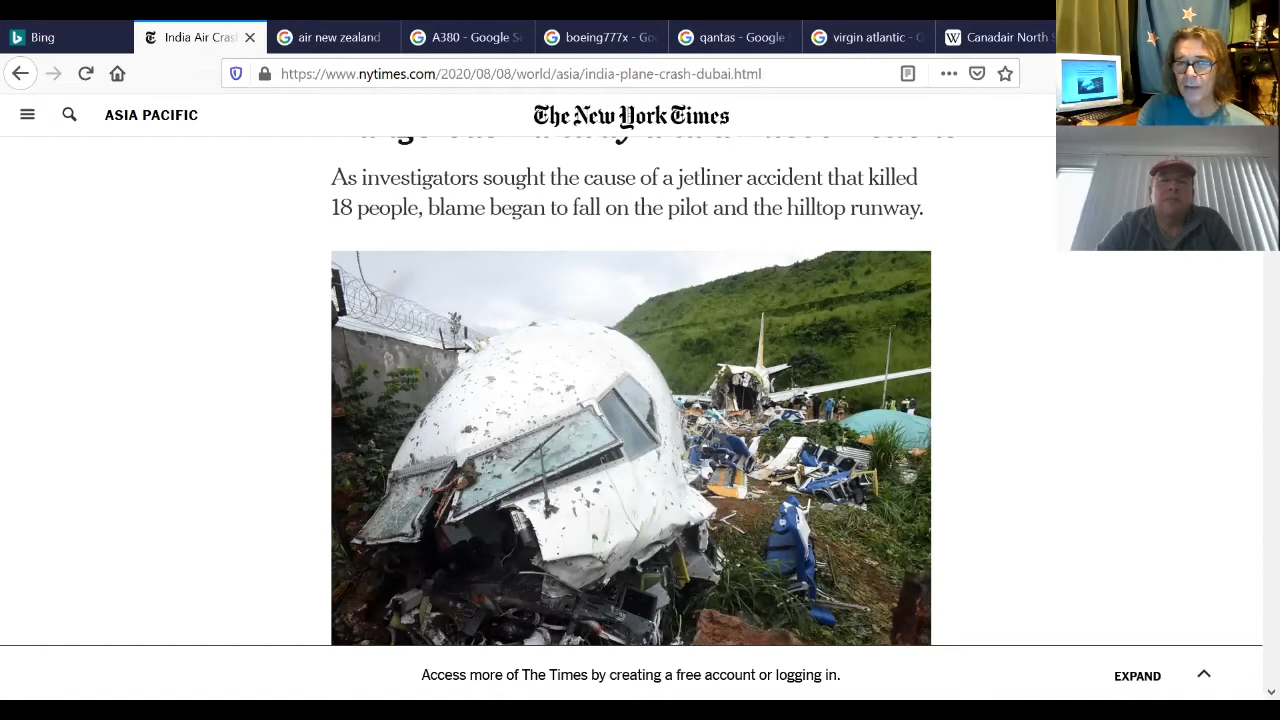 Bing
India Air Cras
air new zealand
A380 - Google Se
boeing777x - Go
qantas - Google
virgin atlantic - G
Canadair North S
https://www.nytimes.com/2020/08/08/world/asia/india-plane-crash-dubai.html
ASIA PACIFIC
The New York Times
As investigators sought the cause of a jetliner accident that killed
18 people, blame began to fall on the pilot and the hilltop runway.
Access more of The Times by creating a free account or logging in.
EXPAND